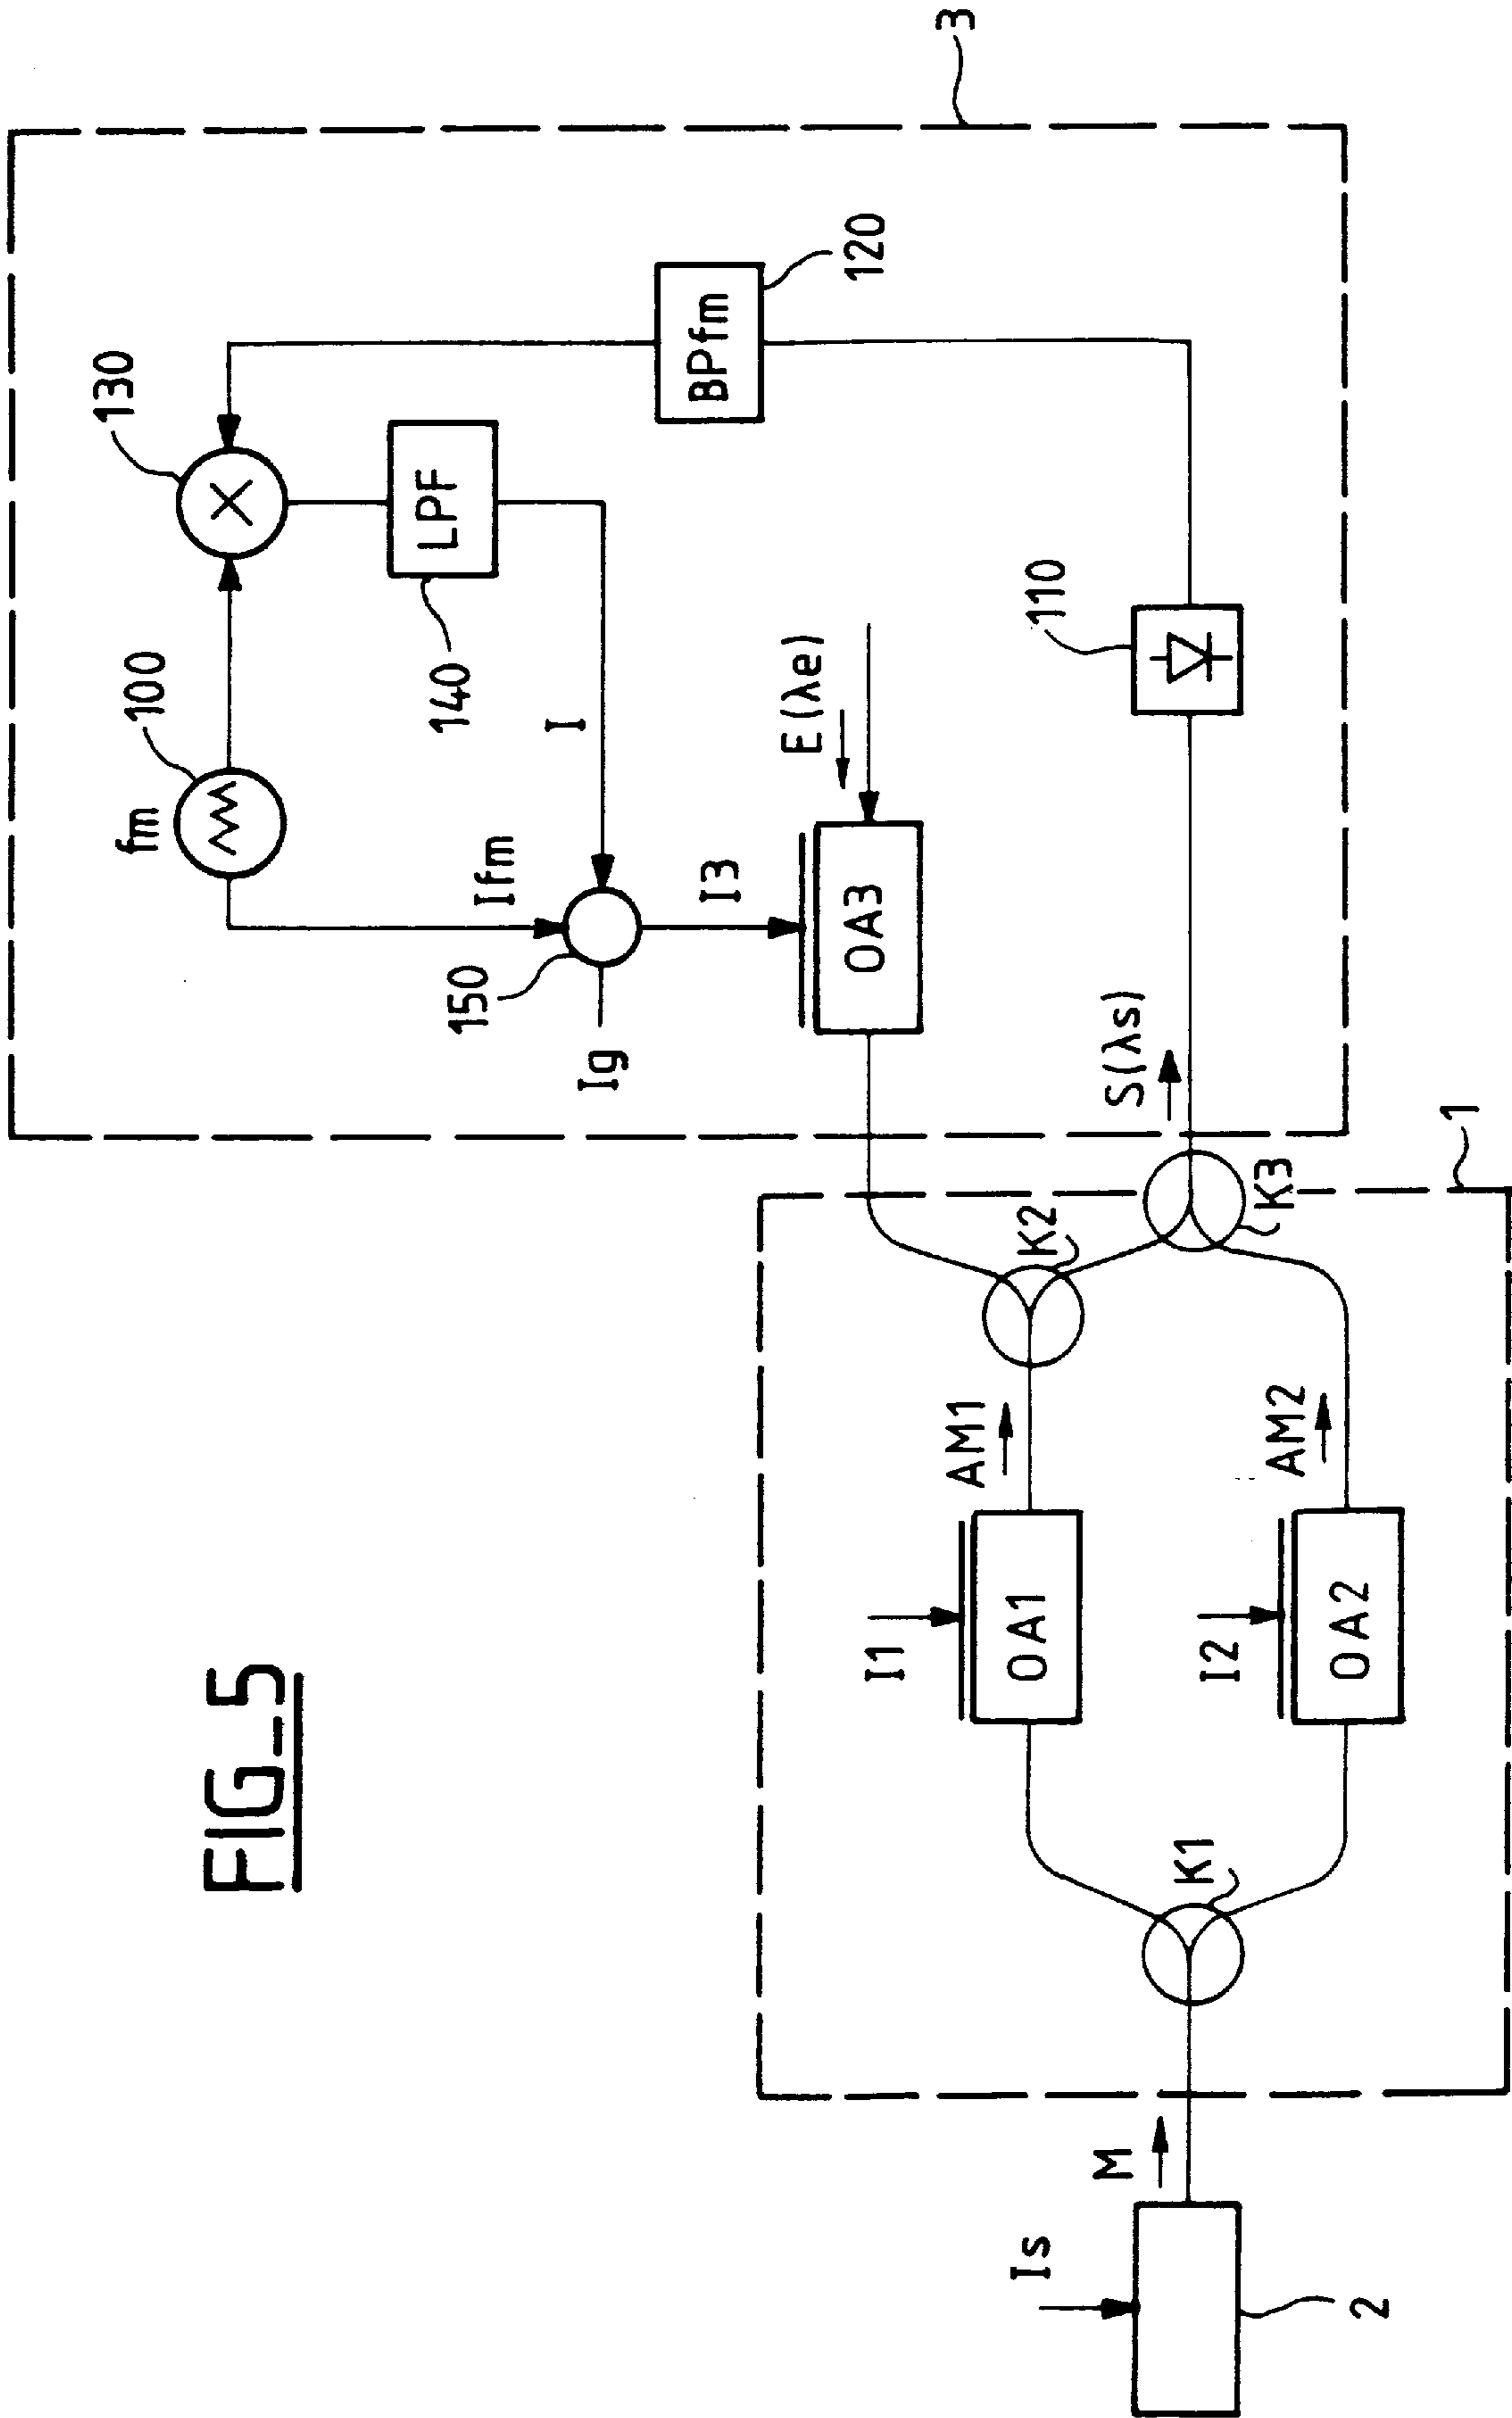 FIG_5
3
130
100
fm
120
BPfm
LPF
140
I
Ifm
150
Ig
I3
E(λe)
OA3
110
S(λs)
1
K2
K3
AM1
AM2
I1
OA1
I2
OA2
K1
M
Is
2